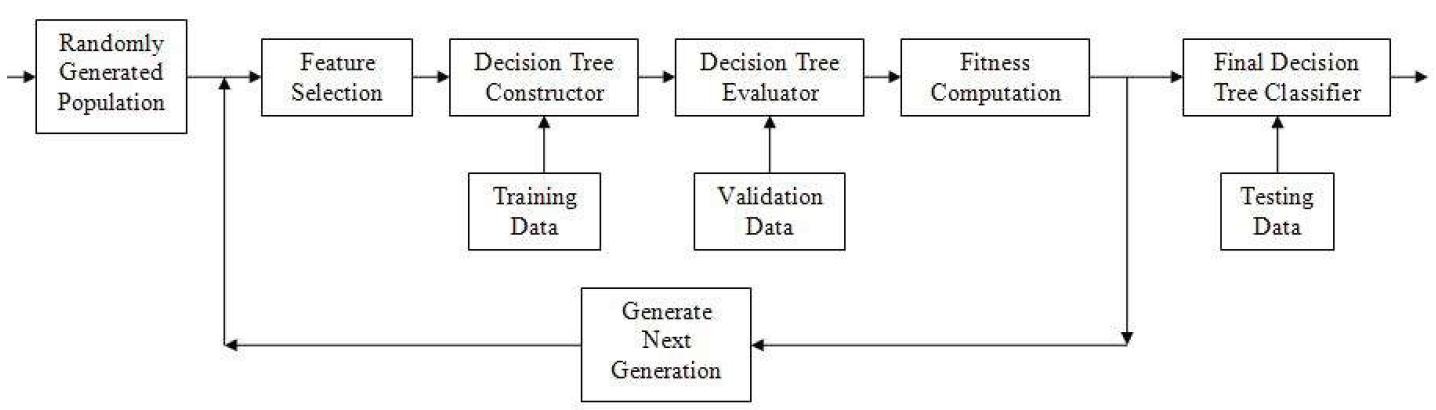 Randomly
Generated
Population
Feature
Selection
Decision Tree
Constructor
Decision Tree
Evaluator
Fitness
Computation
Final Decision
Tree Classifier
Training
Data
Validation
Data
Testing
Data
Generate
Next
Generation